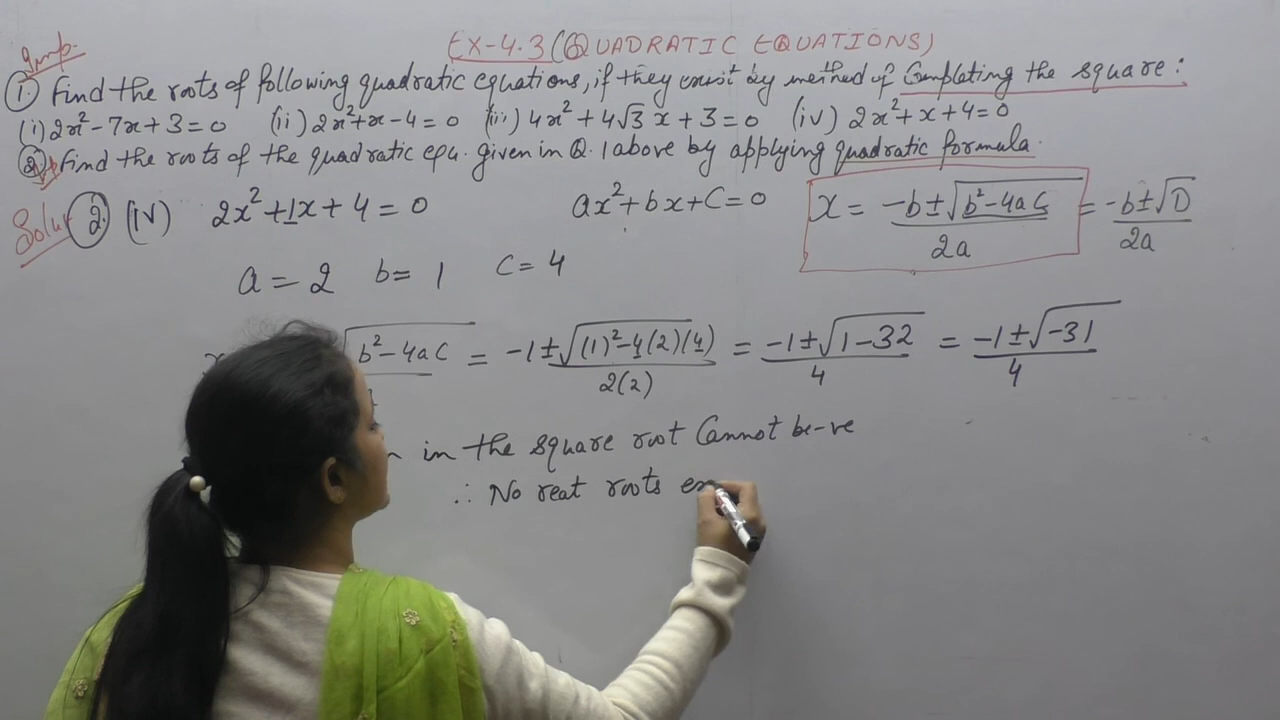 Imp.
EX-4.3 (QUADRATIC EQUATIONS)
1. Find the roots of following quadratic equations, if they exist by method of Completing the square:
(i) 2x²-7x+3=0 (ii) 2x²+x-4=0 (iii) 4x²+4√3 x+3=0 (iv) 2x²+x+4=0
2. Find the roots of the quadratic equ. given in Q.1 above by applying quadratic formula.
Solu 2. (iv) 2x²+1x+4=0 ax²+bx+c=0 x = (-b±√(b²-4ac))/2a = (-b±√D)/2a
a=2 b=1 c=4
√(b²-4ac) = (-1±√((1)²-4(2)(4)))/2(2) = (-1±√(1-32))/4 = (-1±√-31)/4
in the square root Cannot be -ve
∴ No real roots ex